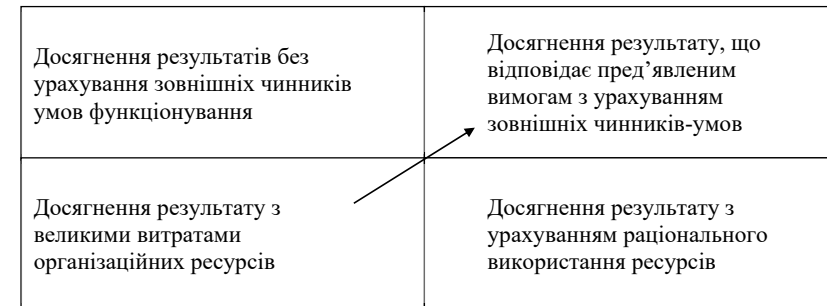 Досягнення результатів без
урахування зовнішніх чинників
умов функціонування
Досягнення результату, що
відповідає пред’явленим
вимогам з урахуванням
зовнішніх чинників-умов
Досягнення результату з
великими витратами
організаційних ресурсів
Досягнення результату з
урахуванням раціонального
використання ресурсів